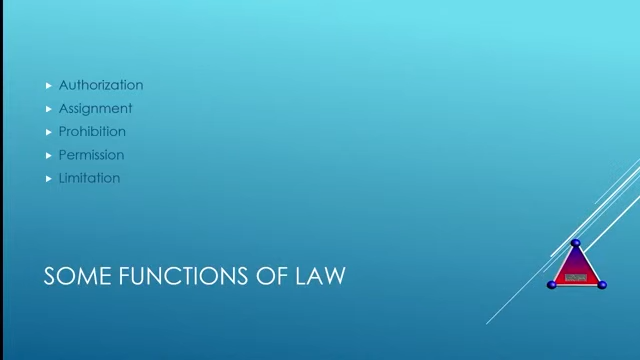 Authorization
Assignment
Prohibition
Permission
Limitation
SOME FUNCTIONS OF LAW